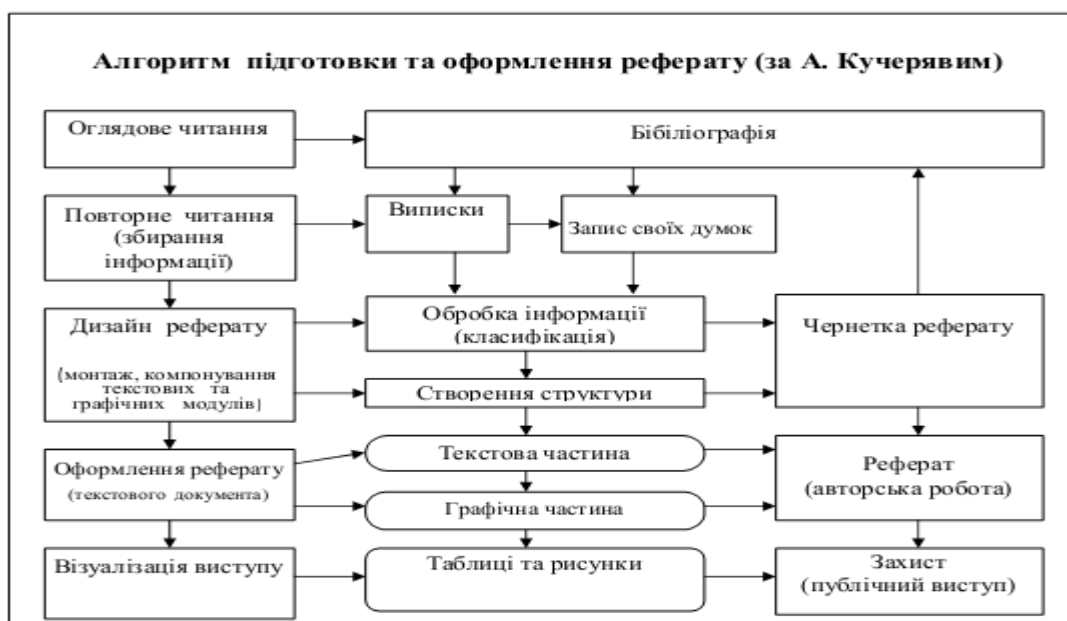 Алгоритм підготовки та оформлення реферату (за А. Кучерявим)
Оглядове читання
Бібіліографія
Повторне читання
(збирання
інформації)
Виписки
Запис своїх думок
Дизайн реферату
(монтаж, компонування
текстових та
графічних модулів)
Обробка інформації
(класифікація)
Чернетка реферату
Створення структури
Оформлення реферату
(текстового документа)
Текстова частина
Реферат
(авторська робота)
Графічна частина
Візуалізація виступу
Таблиці та рисунки
Захист
(публічний виступ)